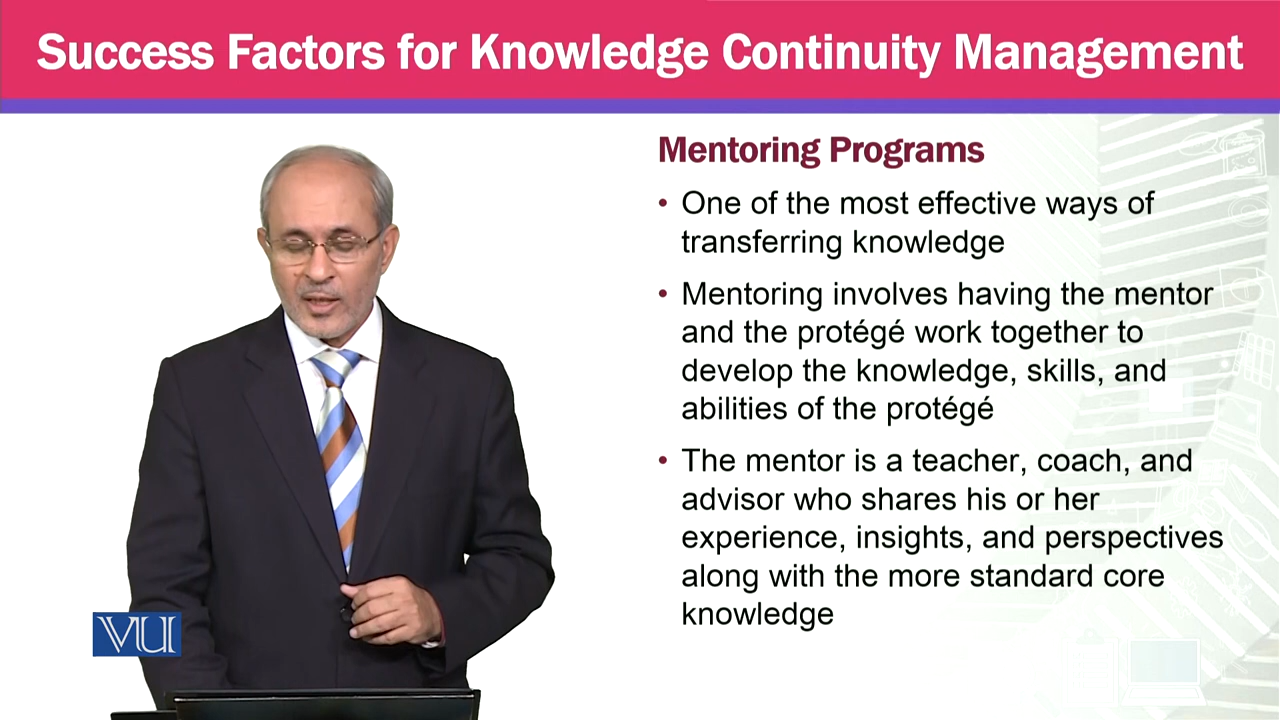 Success Factors for Knowledge Continuity Management
Mentoring Programs
• One of the most effective ways of
transferring knowledge
• Mentoring involves having the mentor
and the protégé work together to
develop the knowledge, skills, and
abilities of the protégé
• The mentor is a teacher, coach, and
advisor who shares his or her
experience, insights, and perspectives
along with the more standard core
knowledge
VU